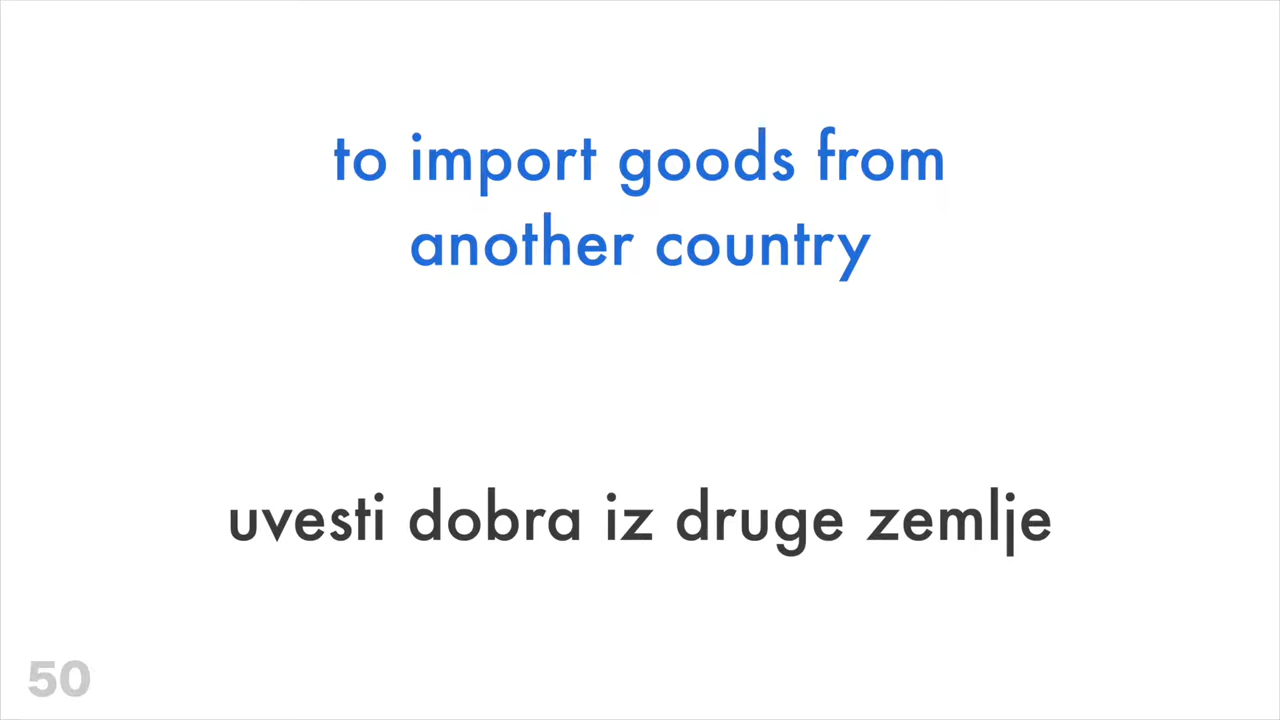 to import goods from
another country
uvesti dobra iz druge zemlje
50